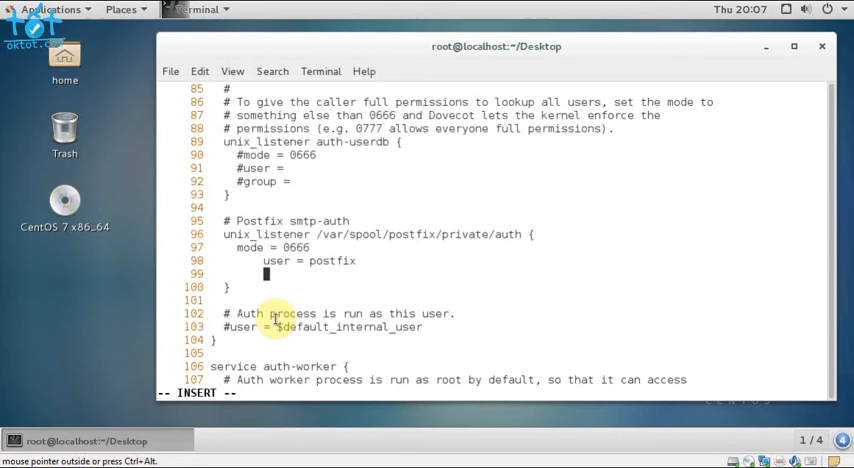 Applications
Places
Terminal
Thu 20:07
oktot.c
home
Trash
CentOS 7 x86_64
root@localhost:~/Desktop
File Edit View Search Terminal Help
85 #
86 # To give the caller full permissions to lookup all users, set the mode to
87 # something else than 0666 and Dovecot lets the kernel enforce the
88 # permissions (e.g. 0777 allows everyone full permissions).
89 unix_listener auth-userdb {
90 #mode = 0666
91 #user =
92 #group =
93 }
94
95 # Postfix smtp-auth
96 unix_listener /var/spool/postfix/private/auth {
97 mode = 0666
98 user = postfix
99
100 }
101
102 # Auth process is run as this user.
103 #user = $default_internal_user
104 }
105
106 service auth-worker {
107 # Auth worker process is run as root by default, so that it can access
-- INSERT --
root@localhost:~/Desktop
1 / 4
4
mouse pointer outside or press Ctrl+Alt.